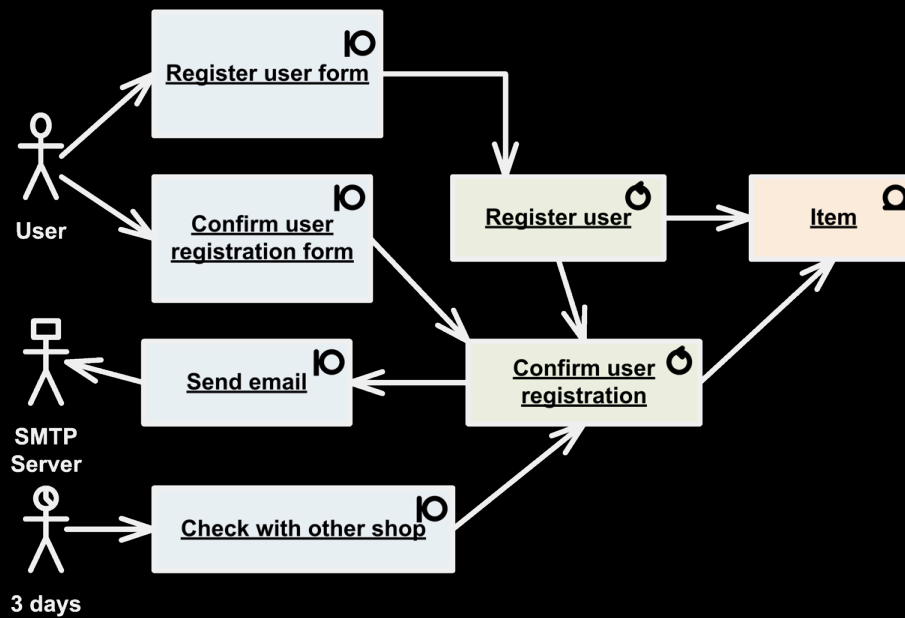 Register user form
User
Confirm user
registration form
Register user
Item
SMTP
Server
Send email
Confirm user
registration
3 days
Check with other shop